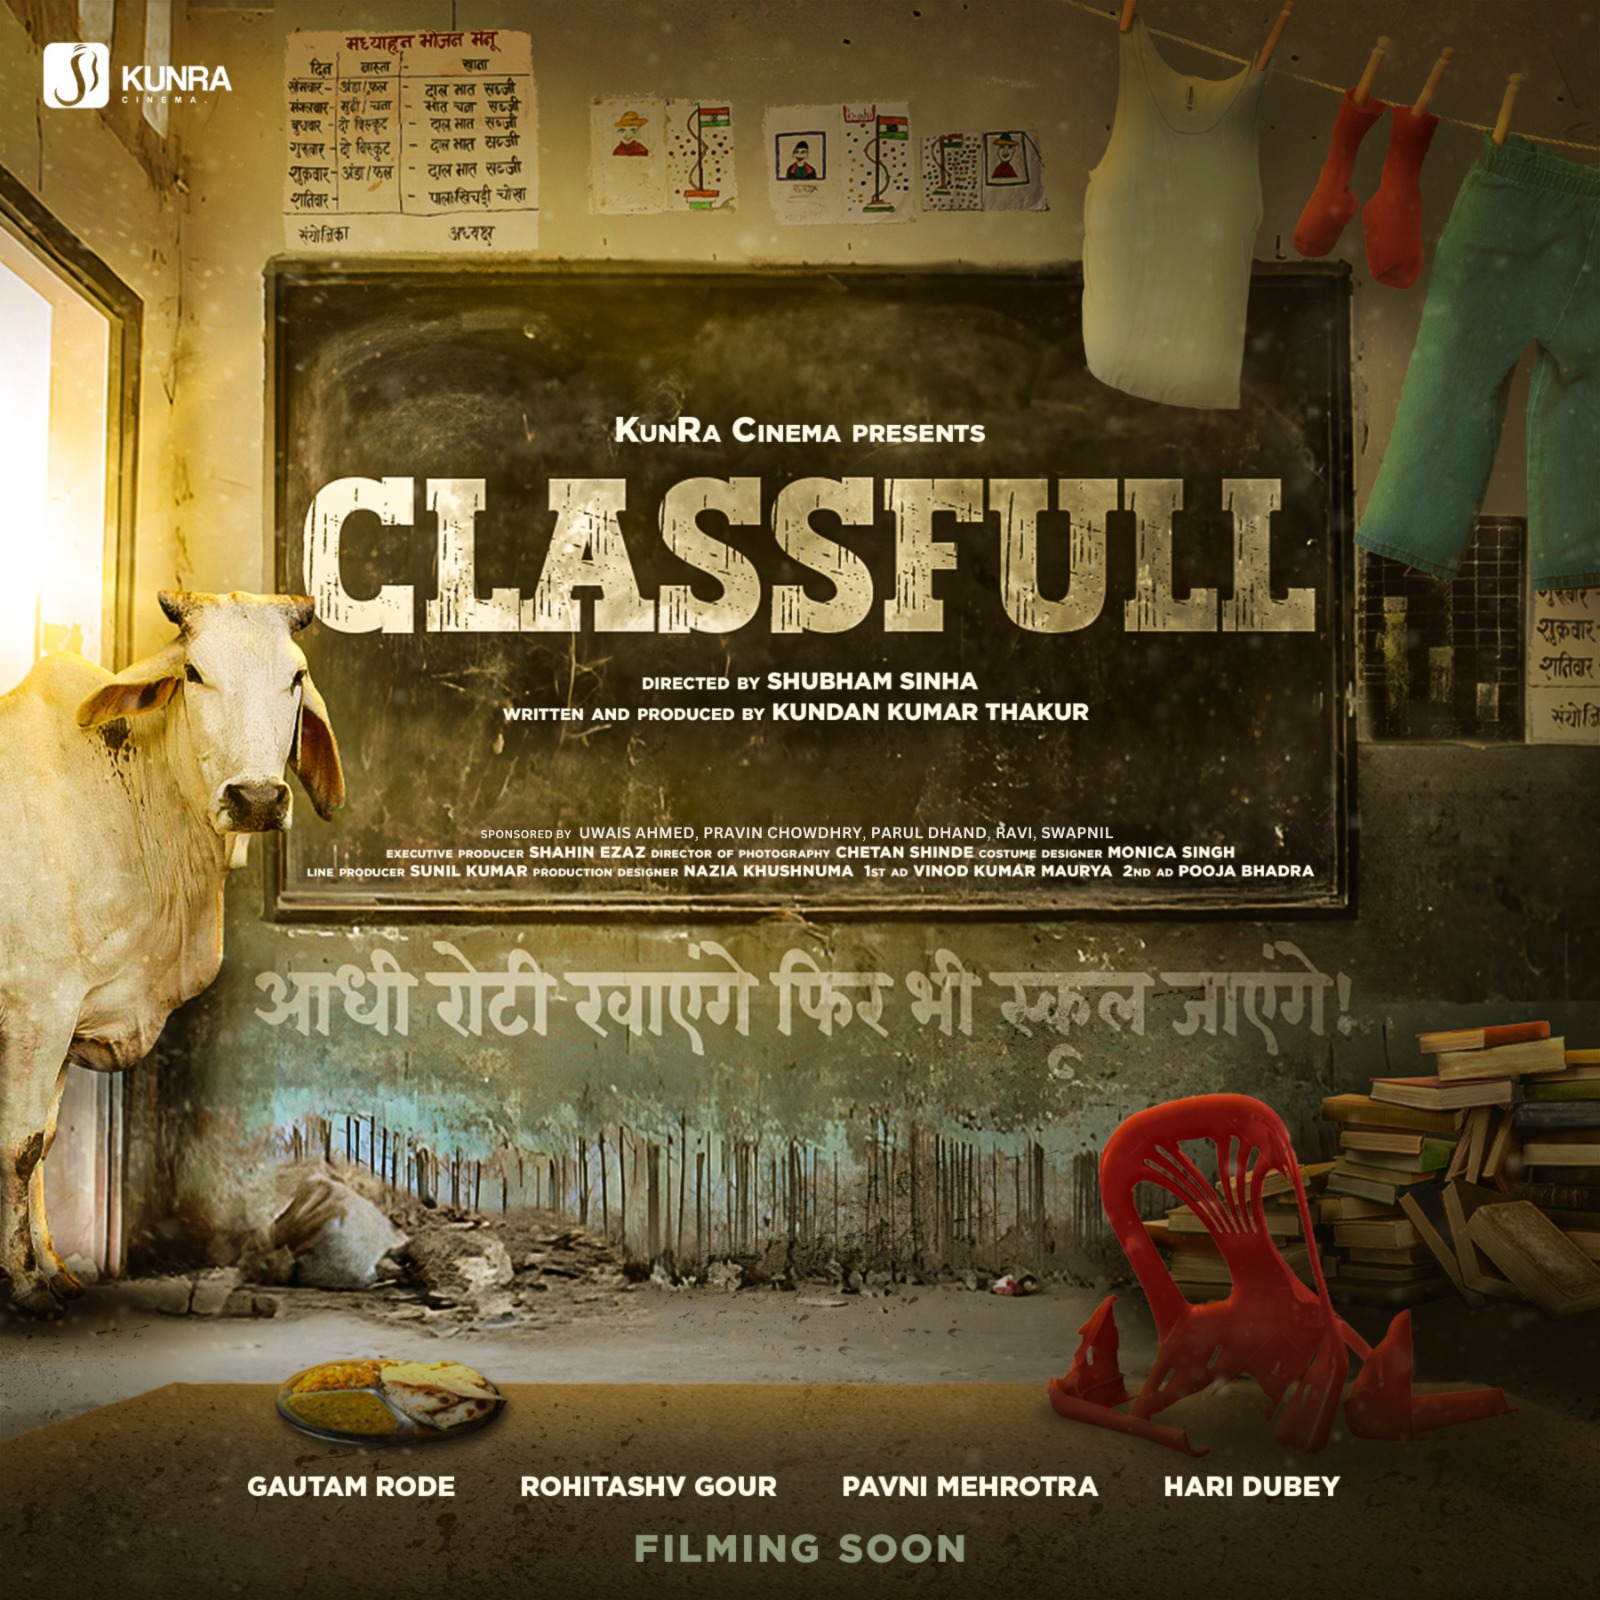 KUNRA
CINEMA.
मध्याहन भोजन मेनू
दिन नास्ता - खाना
सोमवार - अंडा/फल - दाल भात सब्जी
मंगलवार - मुढ़ी/चना - भात चना सब्जी
बुधवार - दो बिस्कुट - दाल भात सब्जी
गुरुवार - दो बिस्कुट - दाल भात सब्जी
शुक्रवार - अंडा/फल - दाल भात सब्जी
शनिवार - - खिचड़ी चोखा
संयोजिका अध्यक्ष
KUNRA CINEMA PRESENTS
CLASSFULL
DIRECTED BY SHUBHAM SINHA
WRITTEN AND PRODUCED BY KUNDAN KUMAR THAKUR
गुरुवार -
शुक्रवार -
शनिवार -
संयोजि
SPONSORED BY UWAIS AHMED, PRAVIN CHOWDHRY, PARUL DHAND, RAVI, SWAPNIL
EXECUTIVE PRODUCER SHAHIN EZAZ DIRECTOR OF PHOTOGRAPHY CHETAN SHINDE COSTUME DESIGNER MONICA SINGH
LINE PRODUCER SUNIL KUMAR PRODUCTION DESIGNER NAZIA KHUSHNUMA 1ST AD VINOD KUMAR MAURYA 2ND AD POOJA BHADRA
आधी रोटी खाएंगे फिर भी स्कूल जाएंगे!
GAUTAM RODE ROHITASHV GOUR PAVNI MEHROTRA HARI DUBEY
FILMING SOON